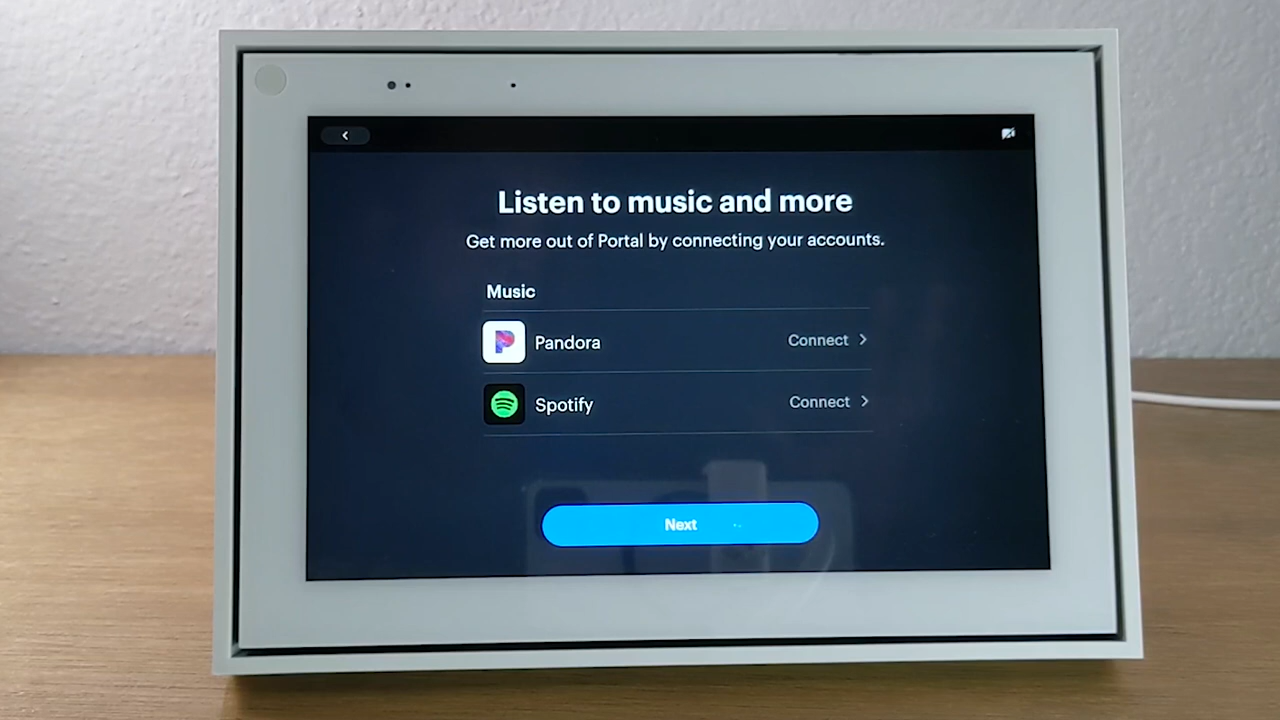 Listen to music and more
Get more out of Portal by connecting your accounts.
Music
Pandora Connect
Spotify Connect
Next